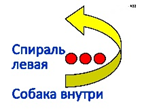 Спираль
левая
Собака внутри